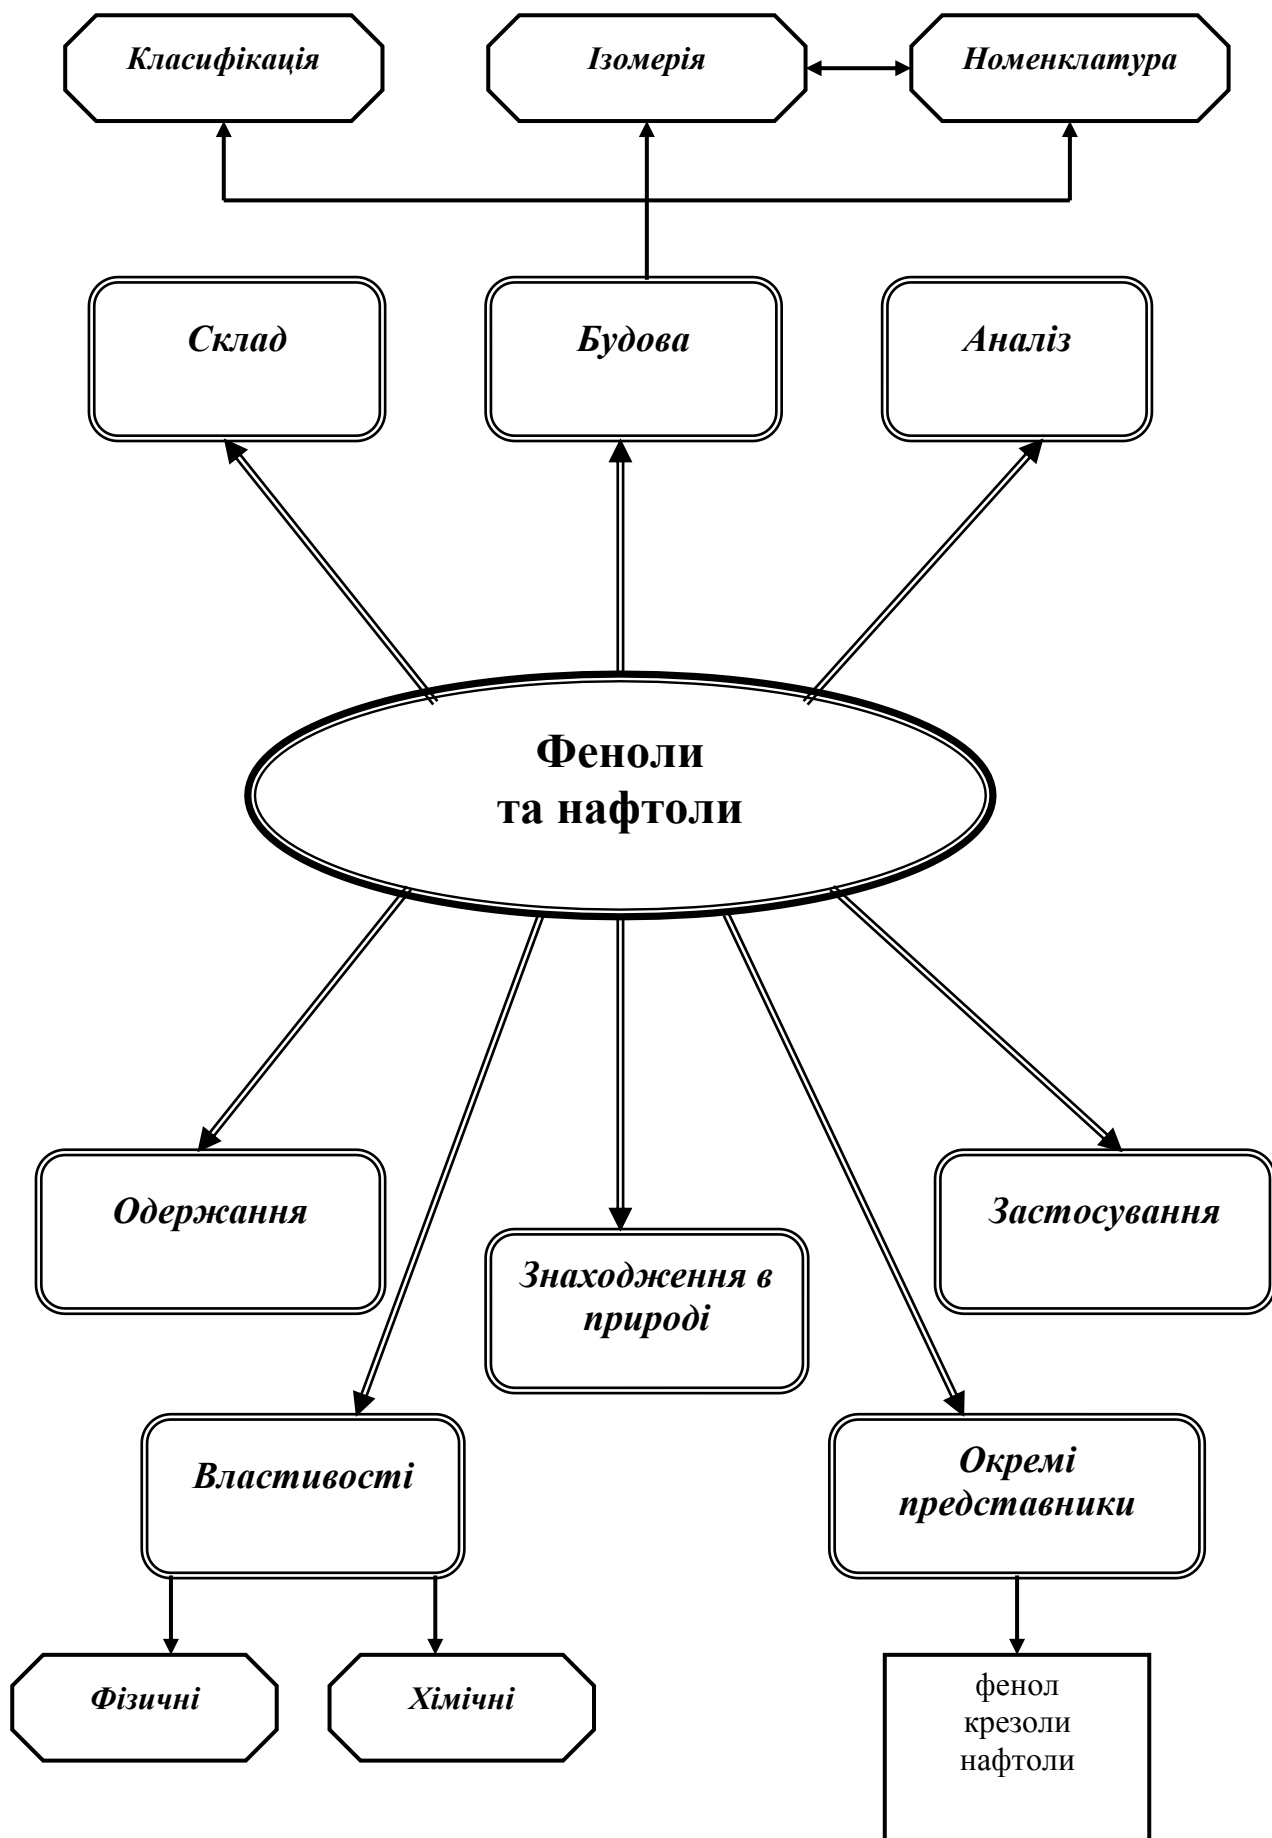 Класифікація
Ізомерія
Номенклатура
Склад
Будова
Аналіз
Феноли
та нафтоли
Одержання
Застосування
Знаходження в
природі
Властивості
Окремі
представники
Фізичні
Хімічні
фенол
крезоли
нафтоли